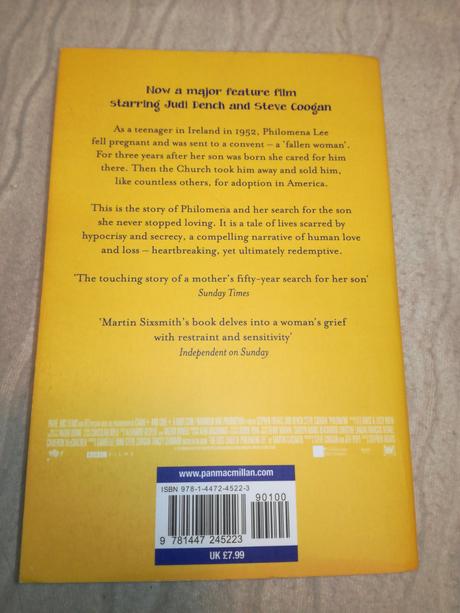 Now a major feature film
starring Judi Dench and Steve Coogan
As a teenager in Ireland in 1952, Philomena Lee
fell pregnant and was sent to a convent – a 'fallen woman'.
For three years after her son was born she cared for him
there. Then the Church took him away and sold him,
like countless others, for adoption in America.
This is the story of Philomena and her search for the son
she never stopped loving. It is a tale of lives scarred by
hypocrisy and secrecy, a compelling narrative of human love
and loss – heartbreaking, yet ultimately redemptive.
'The touching story of a mother's fifty-year search for her son'
Sunday Times
'Martin Sixsmith's book delves into a woman's grief
with restraint and sensitivity'
Independent on Sunday
BBC FILMS
www.panmacmillan.com
ISBN 978-1-4472-4522-3
90100
9 781447 245223
UK £7.99